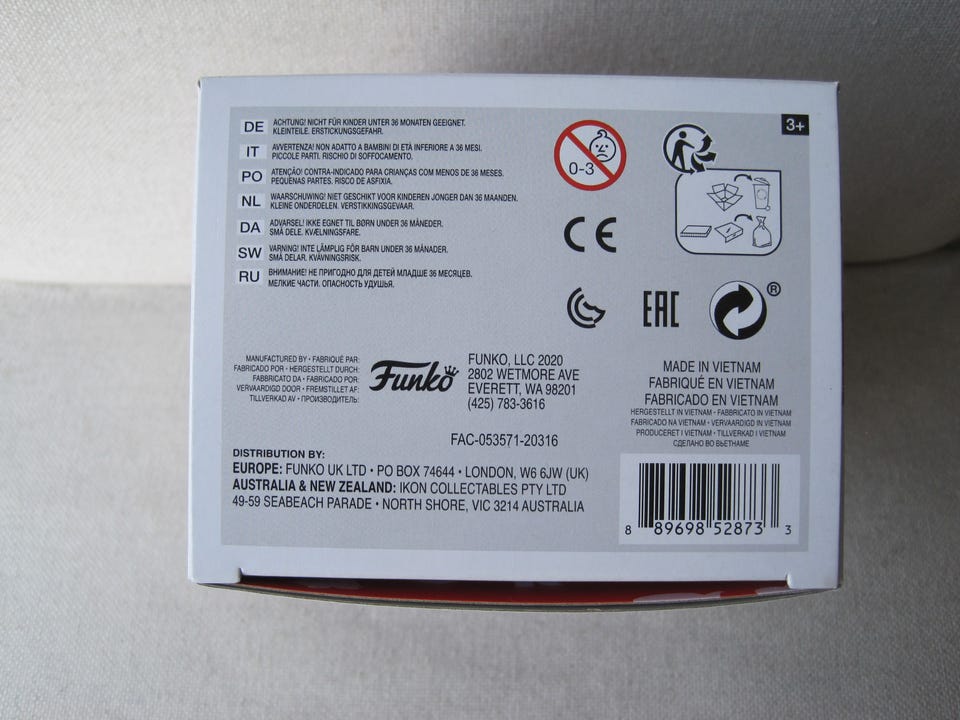 DE ACHTUNG! NICHT FÜR KINDER UNTER 36 MONATEN GEEIGNET.
KLEINTEILE. ERSTICKUNGSGEFAHR.
IT AVVERTENZA! NON ADATTO A BAMBINI DI ETÀ INFERIORE A 36 MESI.
PICCOLE PARTI. RISCHIO DI SOFFOCAMENTO.
PO ATENÇÃO! CONTRA-INDICADO PARA CRIANÇAS COM MENOS DE 36 MESES.
PEQUENAS PARTES. RISCO DE ASFIXIA.
NL WAARSCHUWING! NIET GESCHIKT VOOR KINDEREN JONGER DAN 36 MAANDEN.
KLEINE ONDERDELEN. VERSTIKKINGSGEVAAR.
DA ADVARSEL! IKKE EGNET TIL BØRN UNDER 36 MÅNEDER.
SMÅ DELE. KVÆLNINGSFARE.
SW VARNING! INTE LÄMPLIG FÖR BARN UNDER 36 MÅNADER.
SMÅ DELAR. KVÄVNINGSRISK.
RU ВНИМАНИЕ! НЕ ПРИГОДНО ДЛЯ ДЕТЕЙ МЛАДШЕ 36 МЕСЯЦЕВ.
МЕЛКИЕ ЧАСТИ. ОПАСНОСТЬ УДУШЬЯ.
0-3
3+
CE
EAC
®
MANUFACTURED BY • FABRIQUÉ PAR:
FABRICADO POR • HERGESTELLT DURCH:
FABBRICATO DA • FABRICADO POR:
VERVAARDIGD DOOR • FREMSTILLET AF:
TILLVERKAD AV • ПРОИЗВОДИТЕЛЬ:
Funko
FUNKO, LLC 2020
2802 WETMORE AVE
EVERETT, WA 98201
(425) 783-3616
MADE IN VIETNAM
FABRIQUÉ EN VIETNAM
FABRICADO EN VIETNAM
HERGESTELLT IN VIETNAM • FABBRICATO IN VIETNAM
FABRICADO NA VIETNAM • VERVAARDIGD IN VIETNAM
PRODUCERET I VIETNAM • TILLVERKAD I VIETNAM
СДЕЛАНО ВО ВЬЕТНАМЕ
FAC-053571-20316
DISTRIBUTION BY:
EUROPE: FUNKO UK LTD • PO BOX 74644 • LONDON, W6 6JW (UK)
AUSTRALIA & NEW ZEALAND: IKON COLLECTABLES PTY LTD
49-59 SEABEACH PARADE • NORTH SHORE, VIC 3214 AUSTRALIA
8 89698 52873 3